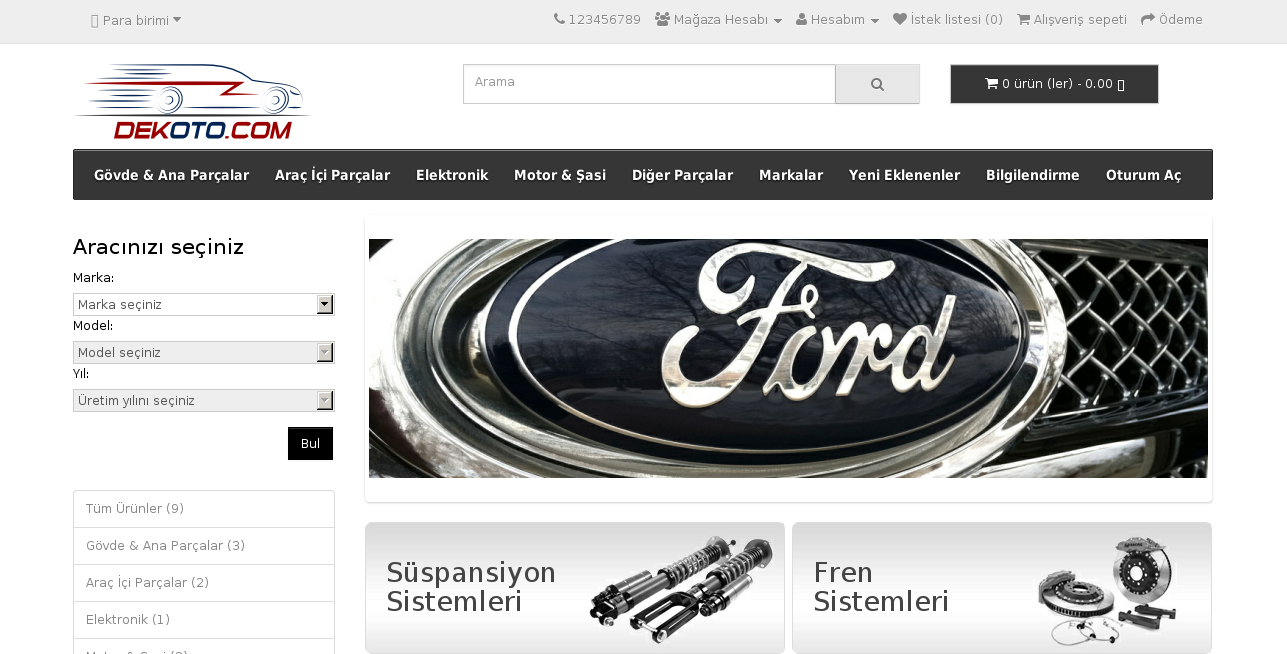 Para birimi
123456789
Mağaza Hesabı
Hesabım
İstek listesi (0)
Alışveriş sepeti
Ödeme
DEKOTO.COM
Arama
0 ürün (ler) - 0.00
Gövde & Ana Parçalar
Araç İçi Parçalar
Elektronik
Motor & Şasi
Diğer Parçalar
Markalar
Yeni Eklenenler
Bilgilendirme
Oturum Aç
Aracınızı seçiniz
Marka:
Marka seçiniz
Model:
Model seçiniz
Yıl:
Üretim yılını seçiniz
Bul
Ford
Tüm Ürünler (9)
Gövde & Ana Parçalar (3)
Araç İçi Parçalar (2)
Elektronik (1)
Süspansiyon
Sistemleri
Fren
Sistemleri